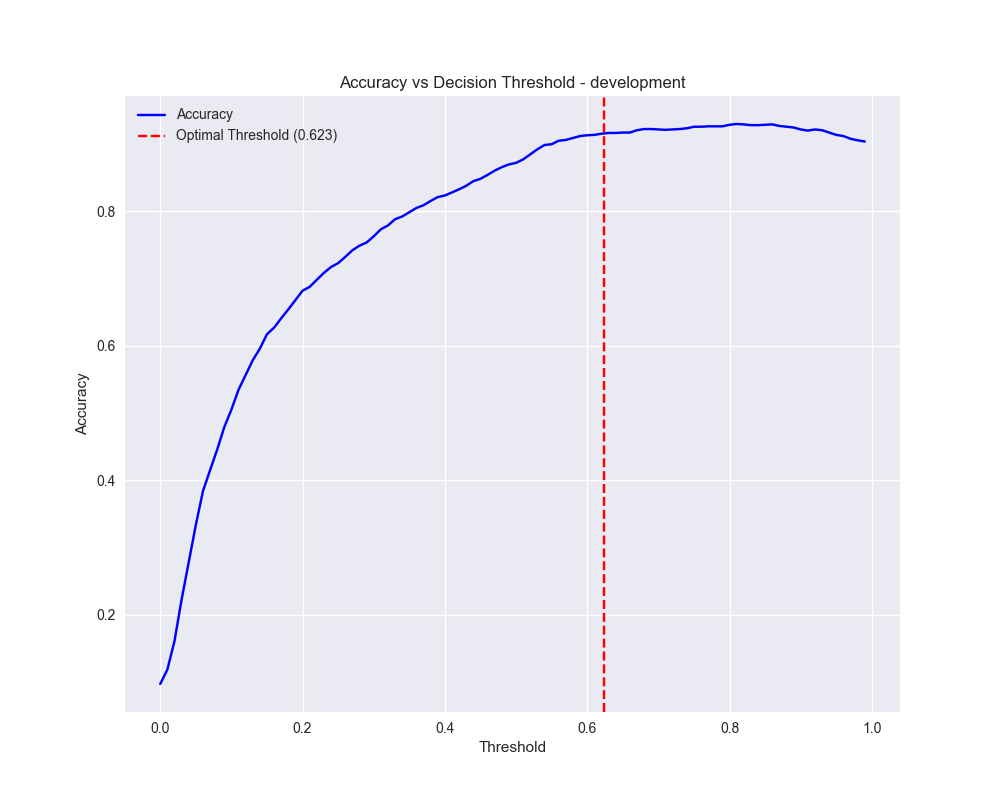 Accuracy vs Decision Threshold - development
Accuracy
Optimal Threshold (0.623)
0.8
0.6
0.4
0.2
Accuracy
0.0 0.2 0.4 0.6 0.8 1.0
Threshold